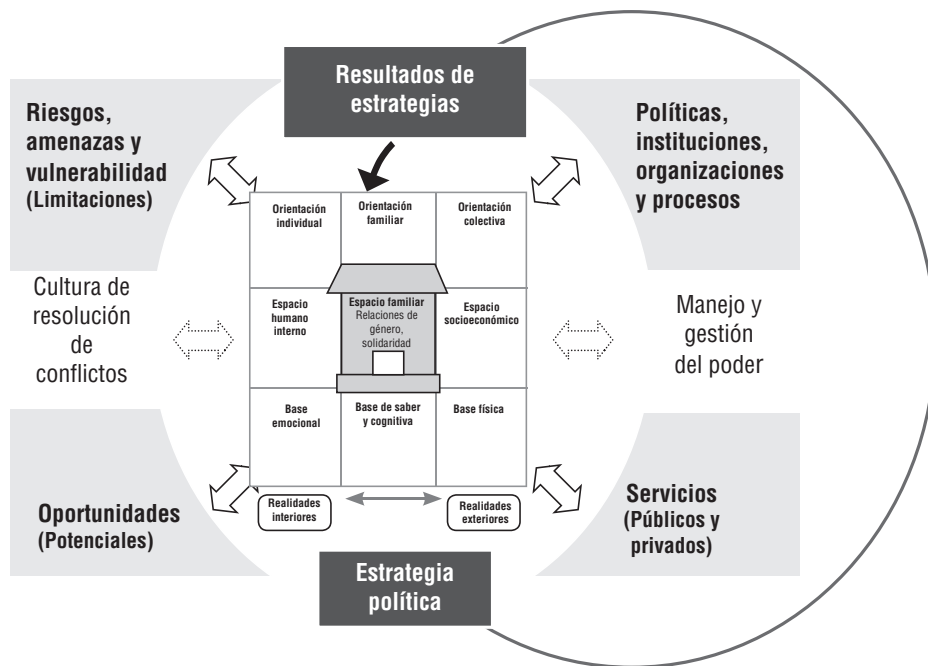 Resultados de
estrategias
Riesgos,
amenazas y
vulnerabilidad
(Limitaciones)
Políticas,
instituciones,
organizaciones
y procesos
Orientación
individual
Orientación
familiar
Orientación
colectiva
Cultura de
resolución
de
conflictos
Espacio
humano
interno
Espacio familiar
Relaciones de
género,
solidaridad
Espacio
socioeconómico
Manejo y
gestión
del poder
Base
emocional
Base de saber
y cognitiva
Base física
Oportunidades
(Potenciales)
Realidades
interiores
Realidades
exteriores
Servicios
(Públicos y
privados)
Estrategia
política